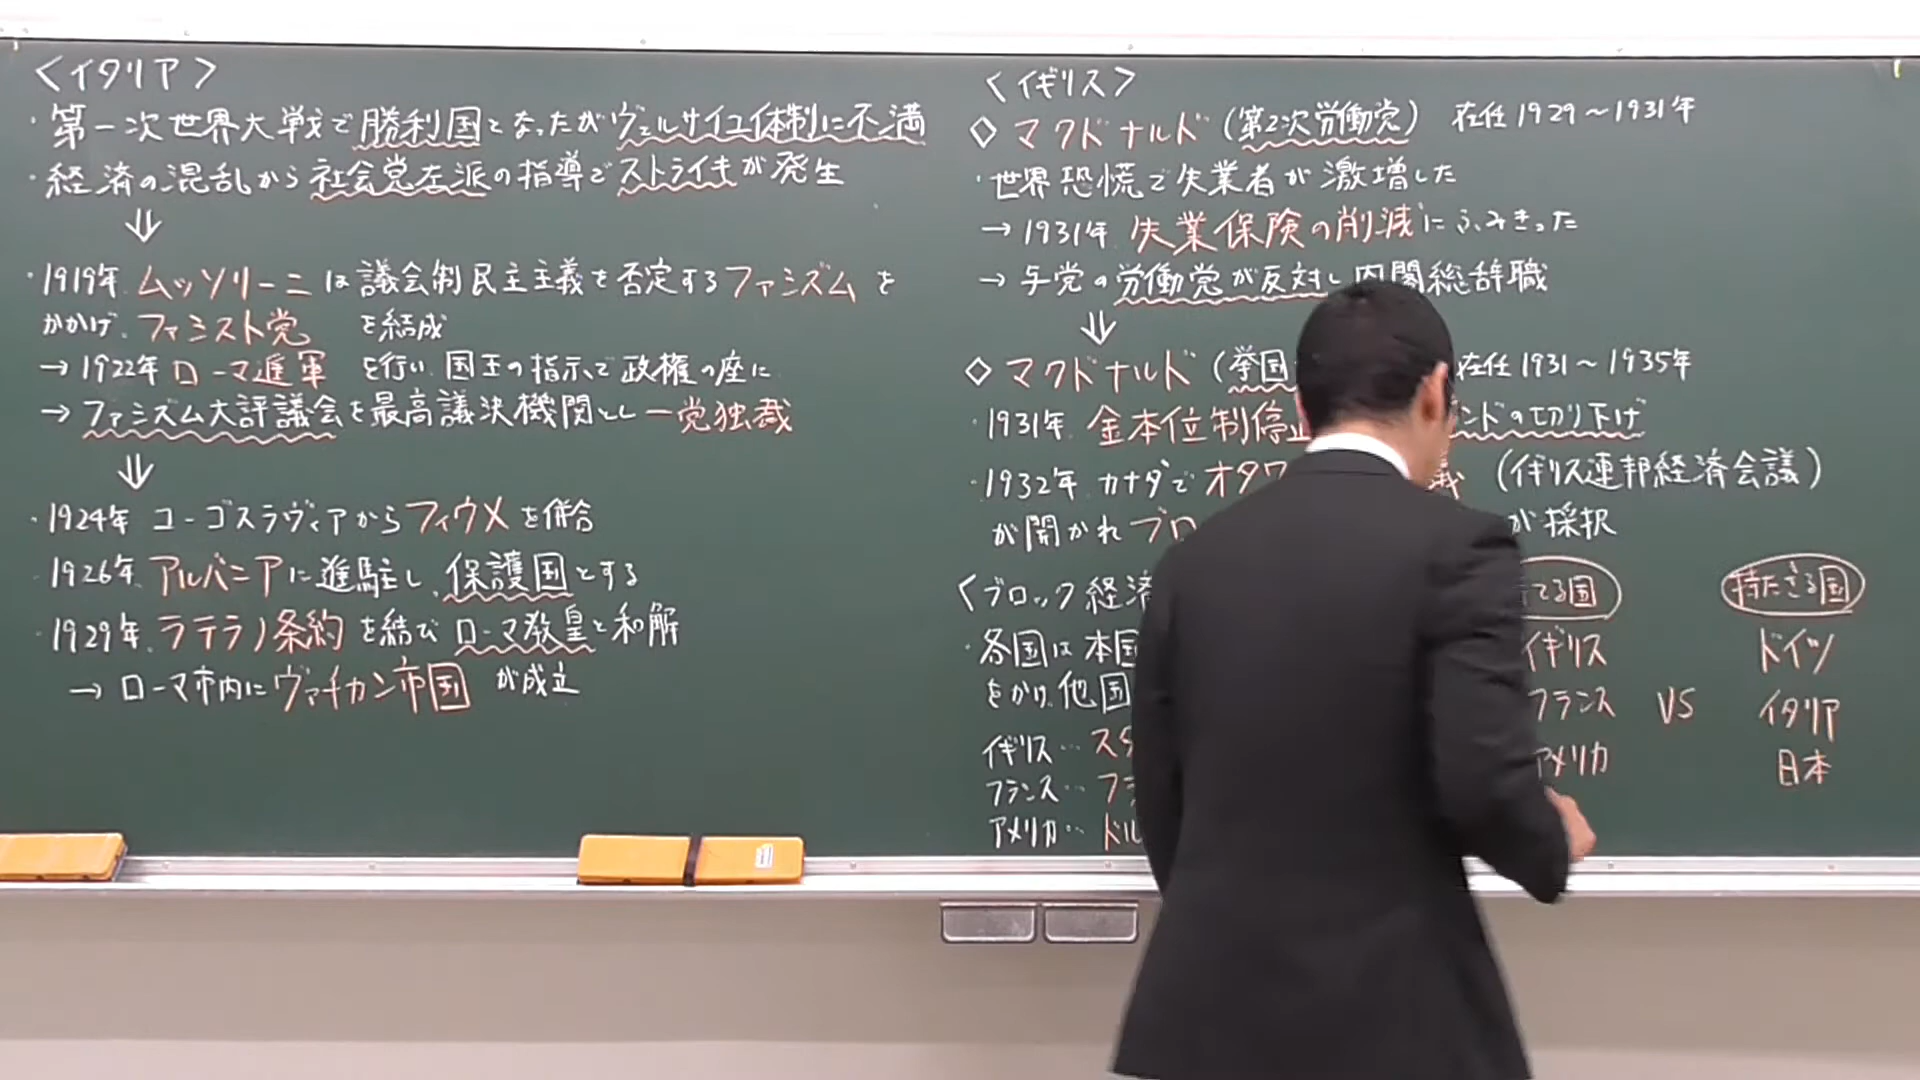 <イタリア>
・第一次世界大戦で勝利国となったがヴェルサイユ体制に不満
・経済の混乱から社会党左派の指導でストライキが発生
⇓
・1919年 ムッソリーニは議会制民主主義を否定するファシズムを
かかげ、ファシスト党 を結成
→1922年 ローマ進軍 を行い 国王の指示で政権の座に
→ファシズム大評議会を最高議決機関とし一党独裁
⇓
・1924年 ユーゴスラヴィアからフィウメを併合
・1926年 アルバニアに進駐し、保護国とする
・1929年 ラテラノ条約を結び ローマ教皇と和解
→ローマ市内にヴァチカン市国 が成立
<イギリス>
◇マクドナルド(第2次労働党) 在任1929~1931年
・世界恐慌で失業者が激増した
→1931年 失業保険の削減にふみきった
→与党の労働党が反対し内閣総辞職
⇓
◇マクドナルド(挙国 在任1931~1935年
・1931年 金本位制停止 ンドの切り下げ
・1932年 カナダでオタワ 議(イギリス連邦経済会議)
が開かれブロ が採択
<ブロック経済
・各国は本国
をかけ他国
イギリス…ス
フランス…フ
アメリカ…ドル
てる国 持たざる国
イギリス ドイツ
フランス VS イタリア
アメリカ 日本